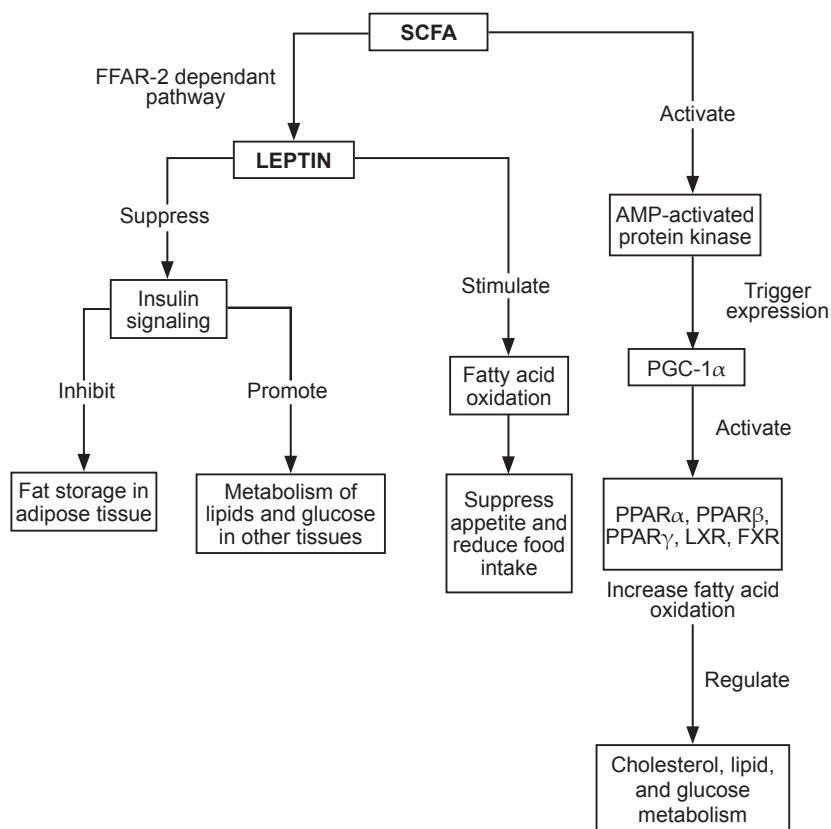 SCFA
FFAR-2 dependant
pathway
Activate
LEPTIN
Suppress
AMP-activated
protein kinase
Stimulate
Insulin
signaling
Trigger
expression
PGC-1α
Inhibit
Promote
Fatty acid
oxidation
Activate
Fat storage in
adipose tissue
Metabolism of
lipids and glucose
in other tissues
Suppress
appetite and
reduce food
intake
PPARα, PPARβ,
PPARγ, LXR, FXR
Increase fatty acid
oxidation
Regulate
Cholesterol, lipid,
and glucose
metabolism